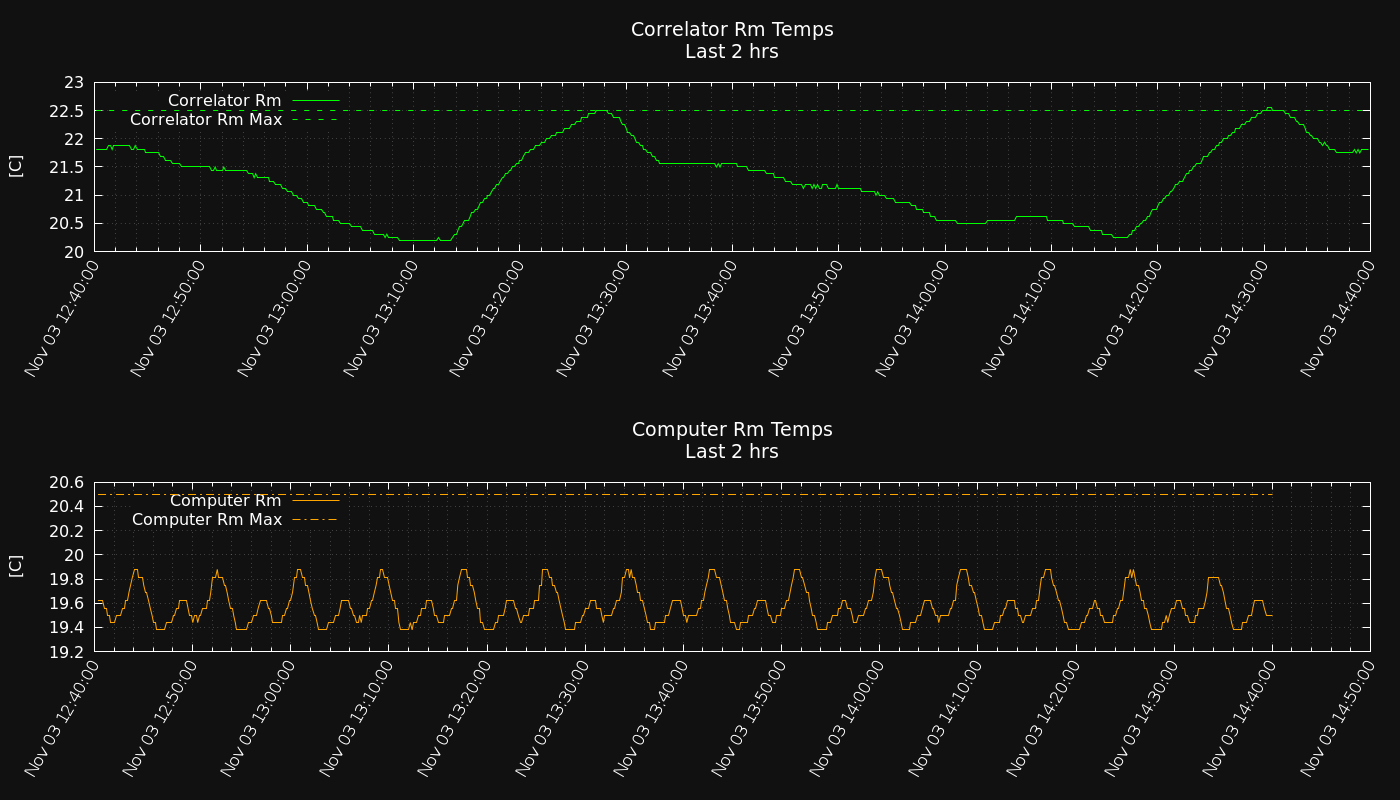 Correlator Rm Temps
Last 2 hrs
23
22.5
22
21.5
21
20.5
20
[C]
Correlator Rm
Correlator Rm Max
Nov 03 12:40:00
Nov 03 12:50:00
Nov 03 13:00:00
Nov 03 13:10:00
Nov 03 13:20:00
Nov 03 13:30:00
Nov 03 13:40:00
Nov 03 13:50:00
Nov 03 14:00:00
Nov 03 14:10:00
Nov 03 14:20:00
Nov 03 14:30:00
Nov 03 14:40:00
Computer Rm Temps
Last 2 hrs
20.6
20.4
20.2
20
19.8
19.6
19.4
19.2
[C]
Computer Rm
Computer Rm Max
Nov 03 12:40:00
Nov 03 12:50:00
Nov 03 13:00:00
Nov 03 13:10:00
Nov 03 13:20:00
Nov 03 13:30:00
Nov 03 13:40:00
Nov 03 13:50:00
Nov 03 14:00:00
Nov 03 14:10:00
Nov 03 14:20:00
Nov 03 14:30:00
Nov 03 14:40:00
Nov 03 14:50:00